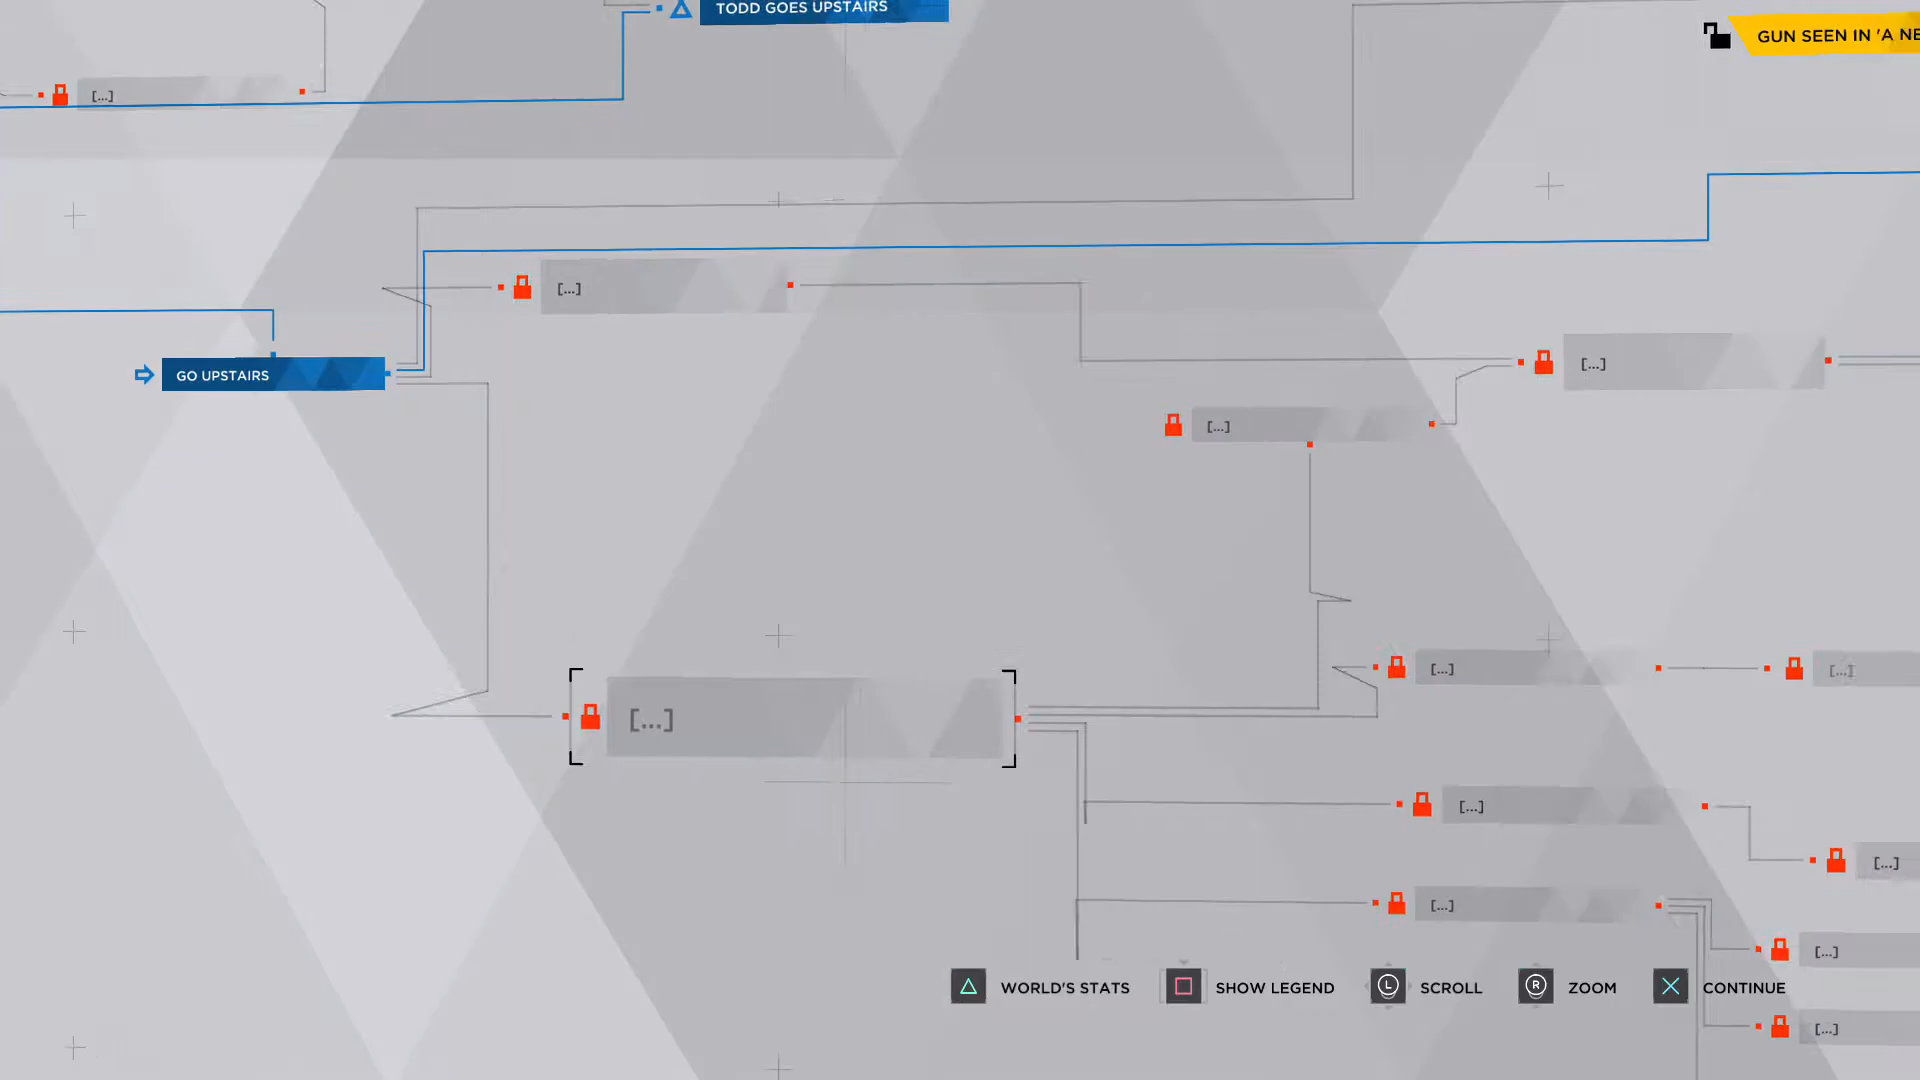 TODD GOES UPSTAIRS
GUN SEEN IN 'A NE
[...]
[...]
[...]
GO UPSTAIRS
[...]
[...]
[...]
[...]
[...]
[...]
[...]
[...]
WORLD'S STATS
SHOW LEGEND
L
SCROLL
R
ZOOM
CONTINUE
[...]
[...]